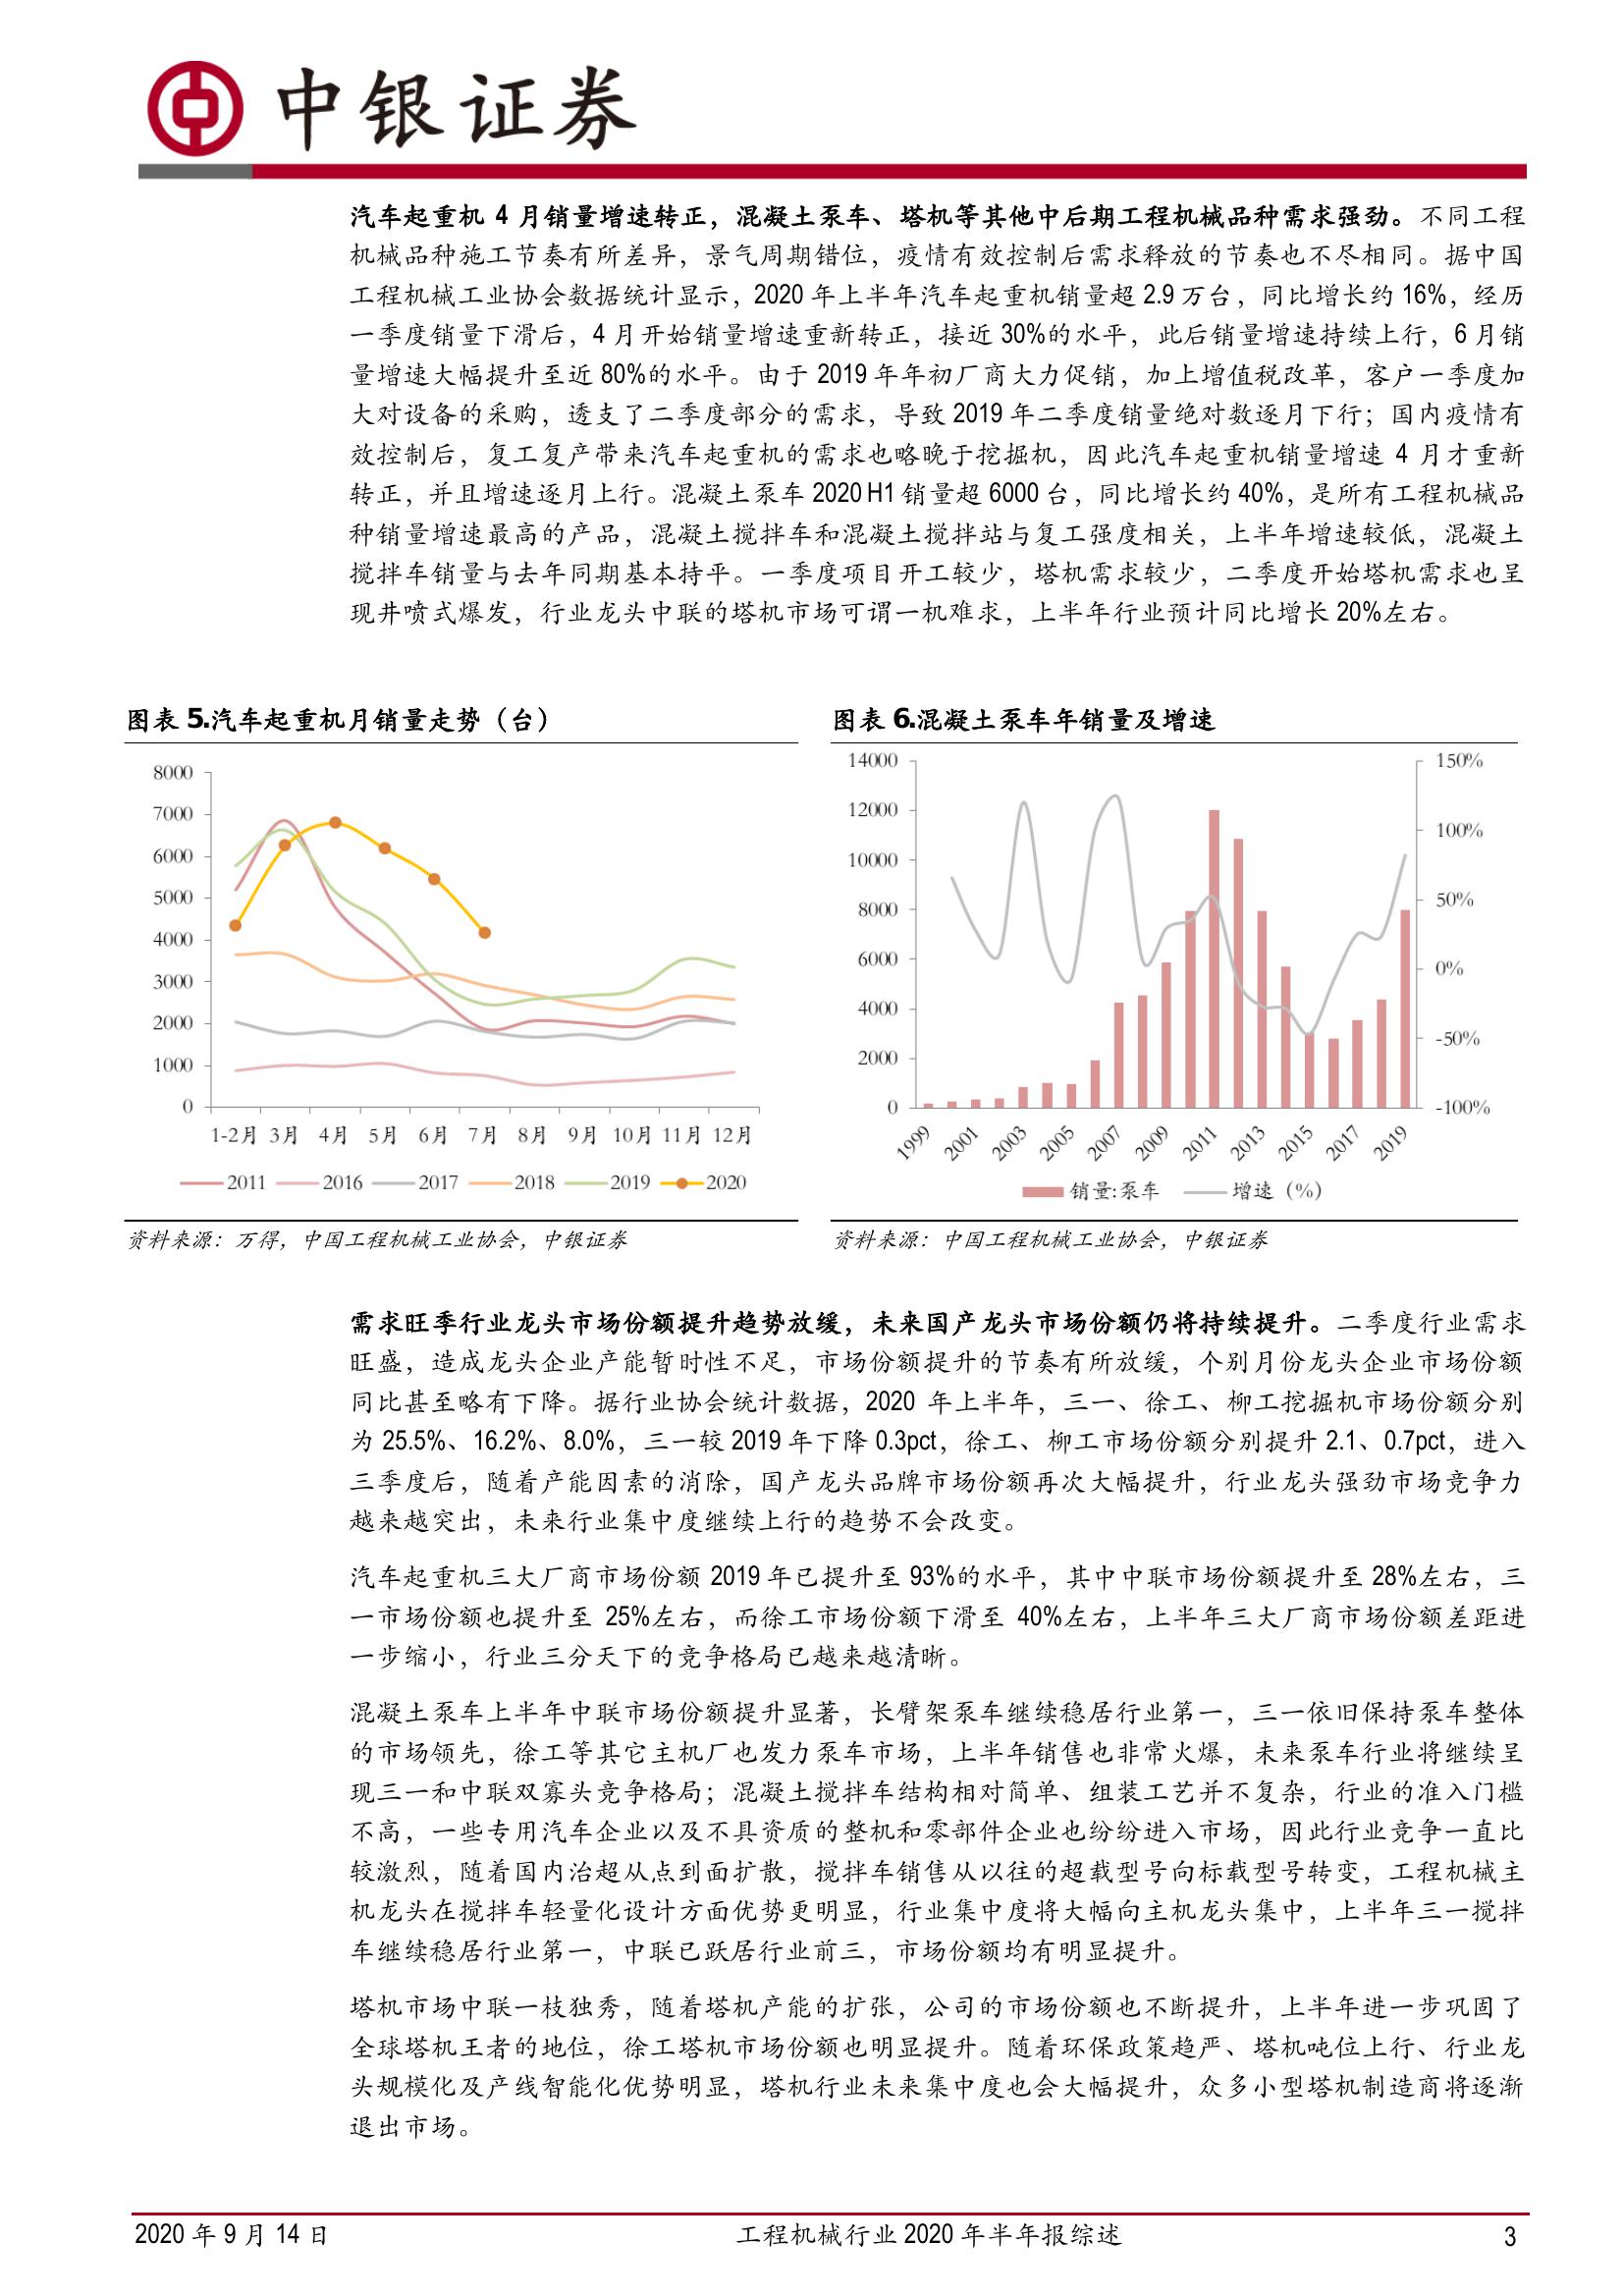 中银证券
汽车起重机 4 月销量增速转正，混凝土泵车、塔机等其他中后期工程机械品种需求强劲。不同工程
机械品种施工节奏有所差异，景气周期错位，疫情有效控制后需求释放的节奏也不尽相同。据中国
工程机械工业协会数据统计显示，2020 年上半年汽车起重机销量超 2.9 万台，同比增长约 16%，经历
一季度销量下滑后，4 月开始销量增速重新转正，接近 30%的水平，此后销量增速持续上行，6 月销
量增速大幅提升至近 80%的水平。由于 2019 年年初厂商大力促销，加上增值税改革，客户一季度加
大对设备的采购，透支了二季度部分的需求，导致 2019 年二季度销量绝对数逐月下行；国内疫情有
效控制后，复工复产带来汽车起重机的需求也略晚于挖掘机，因此汽车起重机销量增速 4 月才重新
转正，并且增速逐月上行。混凝土泵车 2020 H1 销量超 6000 台，同比增长约 40%，是所有工程机械品
种销量增速最高的产品，混凝土搅拌车和混凝土搅拌站与复工强度相关，上半年增速较低，混凝土
搅拌车销量与去年同期基本持平。一季度项目开工较少，塔机需求较少，二季度开始塔机需求也呈
现井喷式爆发，行业龙头中联的塔机市场可谓一机难求，上半年行业预计同比增长 20%左右。
图表 5.汽车起重机月销量走势（台）
8000
7000
6000
5000
4000
3000
2000
1000
0
1-2月 3月 4月 5月 6月 7月 8月 9月 10月 11月 12月
2011 2016 2017 2018 2019 2020
资料来源：万得，中国工程机械工业协会，中银证券
图表 6.混凝土泵车年销量及增速
14000
12000
10000
8000
6000
4000
2000
0
150%
100%
50%
0%
-50%
-100%
1999 2001 2003 2005 2007 2009 2011 2013 2015 2017 2019
销量:泵车 增速（%）
资料来源：中国工程机械工业协会，中银证券
需求旺季行业龙头市场份额提升趋势放缓，未来国产龙头市场份额仍将持续提升。二季度行业需求
旺盛，造成龙头企业产能暂时性不足，市场份额提升的节奏有所放缓，个别月份龙头企业市场份额
同比甚至略有下降。据行业协会统计数据，2020 年上半年，三一、徐工、柳工挖掘机市场份额分别
为 25.5%、16.2%、8.0%，三一较 2019 年下降 0.3pct，徐工、柳工市场份额分别提升 2.1、0.7pct，进入
三季度后，随着产能因素的消除，国产龙头品牌市场份额再次大幅提升，行业龙头强劲市场竞争力
越来越突出，未来行业集中度继续上行的趋势不会改变。
汽车起重机三大厂商市场份额 2019 年已提升至 93%的水平，其中中联市场份额提升至 28%左右，三
一市场份额也提升至 25%左右，而徐工市场份额下滑至 40%左右，上半年三大厂商市场份额差距进
一步缩小，行业三分天下的竞争格局已越来越清晰。
混凝土泵车上半年中联市场份额提升显著，长臂架泵车继续稳居行业第一，三一依旧保持泵车整体
的市场领先，徐工等其它主机厂也发力泵车市场，上半年销售也非常火爆，未来泵车行业将继续呈
现三一和中联双寡头竞争格局；混凝土搅拌车结构相对简单、组装工艺并不复杂，行业的准入门槛
不高，一些专用汽车企业以及不具资质的整机和零部件企业也纷纷进入市场，因此行业竞争一直比
较激烈，随着国内治超从点到面扩散，搅拌车销售从以往的超载型号向标载型号转变，工程机械主
机龙头在搅拌车轻量化设计方面优势更明显，行业集中度将大幅向主机龙头集中，上半年三一搅拌
车继续稳居行业第一，中联已跃居行业前三，市场份额均有明显提升。
塔机市场中联一枝独秀，随着塔机产能的扩张，公司的市场份额也不断提升，上半年进一步巩固了
全球塔机王者的地位，徐工塔机市场份额也明显提升。随着环保政策趋严、塔机吨位上行、行业龙
头规模化及产线智能化优势明显，塔机行业未来集中度也会大幅提升，众多小型塔机制造商将逐渐
退出市场。
2020 年 9 月 14 日 工程机械行业 2020 年半年报综述 3